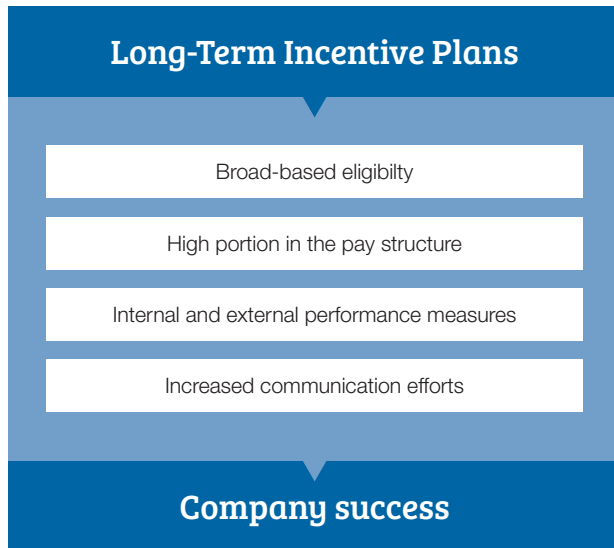 Long-Term Incentive Plans
Broad-based eligibilty
High portion in the pay structure
Internal and external performance measures
Increased communication efforts
Company success